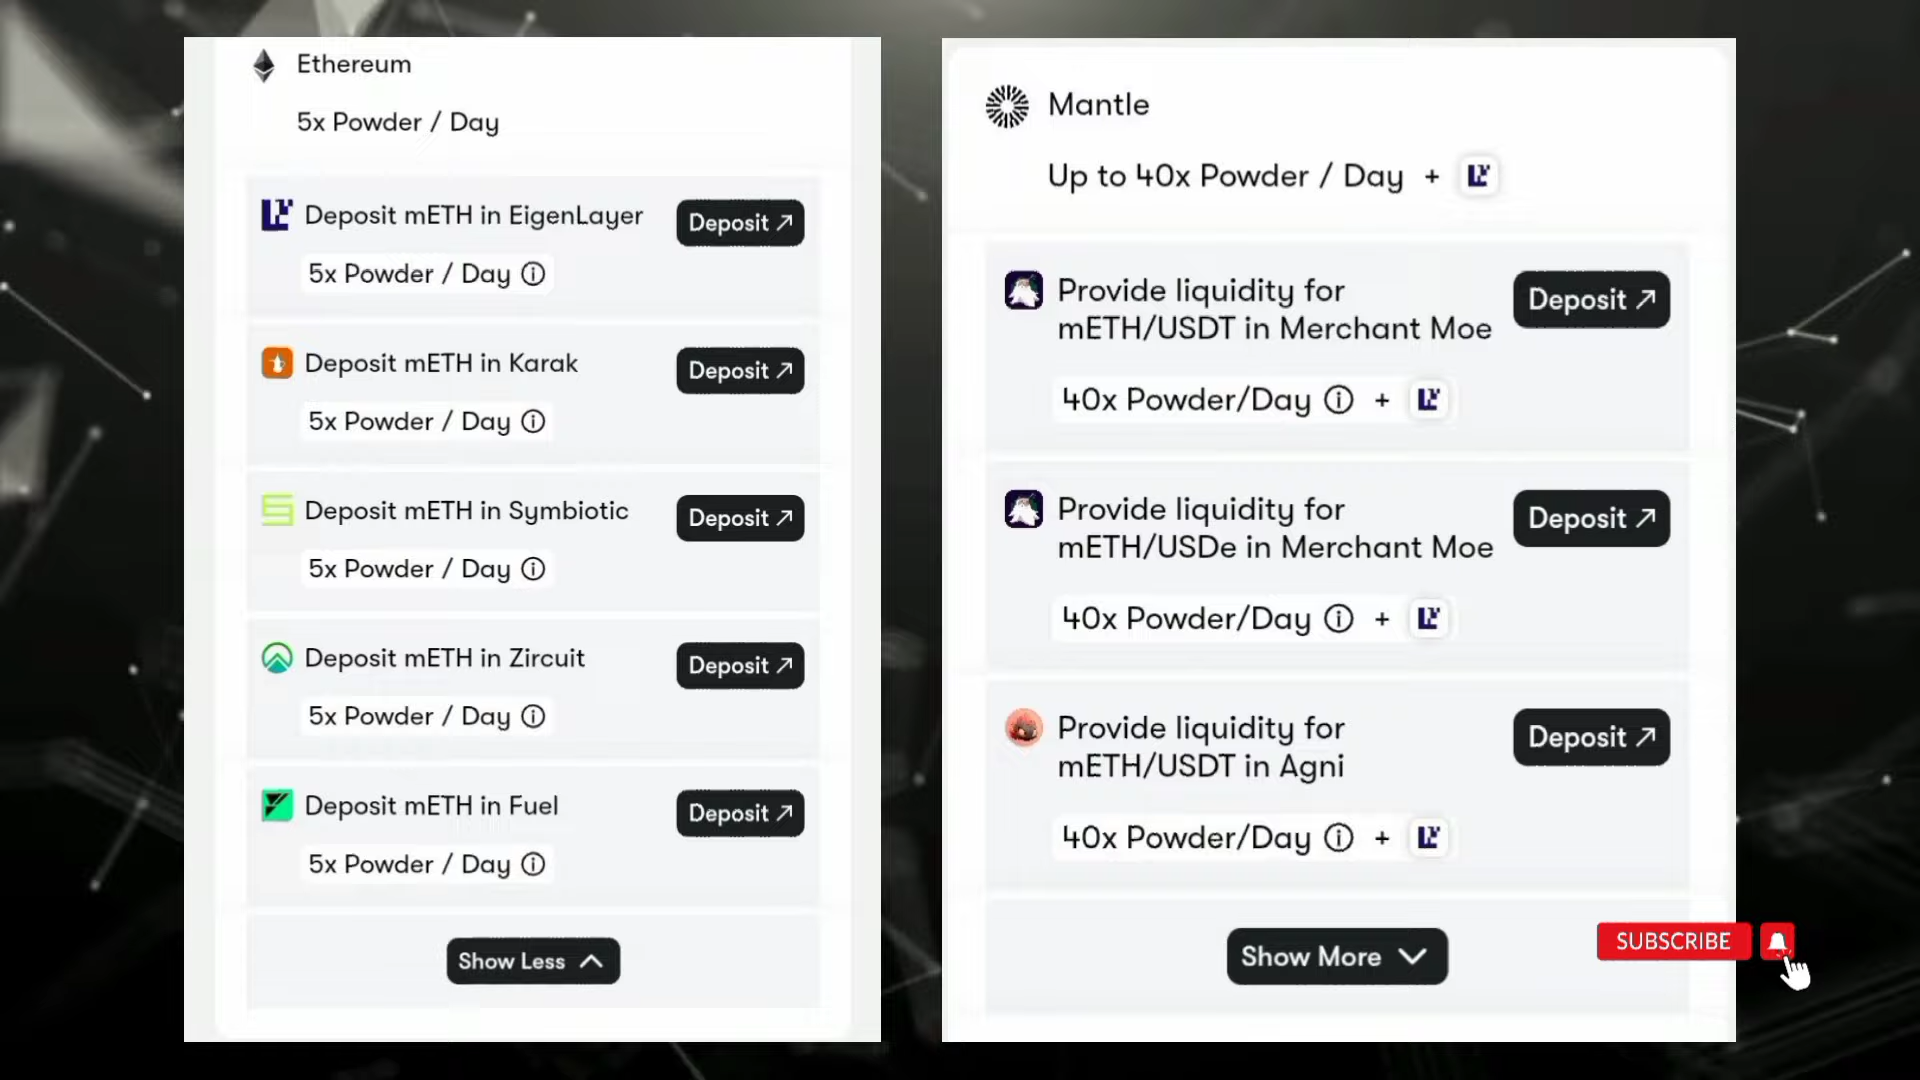 Ethereum
5x Powder / Day
Deposit mETH in EigenLayer
Deposit ↗
5x Powder / Day
Deposit mETH in Karak
Deposit ↗
5x Powder / Day
Deposit mETH in Symbiotic
Deposit ↗
5x Powder / Day
Deposit mETH in Zircuit
Deposit ↗
5x Powder / Day
Deposit mETH in Fuel
Deposit ↗
5x Powder / Day
Show Less
Mantle
Up to 40x Powder / Day +
Provide liquidity for
mETH/USDT in Merchant Moe
Deposit ↗
40x Powder/Day +
Provide liquidity for
mETH/USDe in Merchant Moe
Deposit ↗
40x Powder/Day +
Provide liquidity for
mETH/USDT in Agni
Deposit ↗
40x Powder/Day +
Show More
SUBSCRIBE